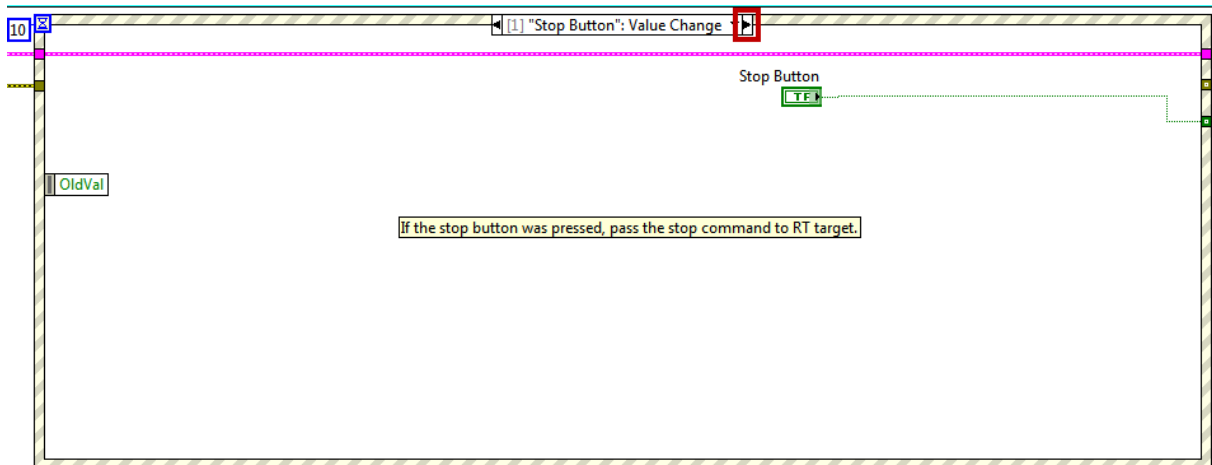 10
[1] "Stop Button": Value Change
Stop Button
TF
OldVal
If the stop button was pressed, pass the stop command to RT target.